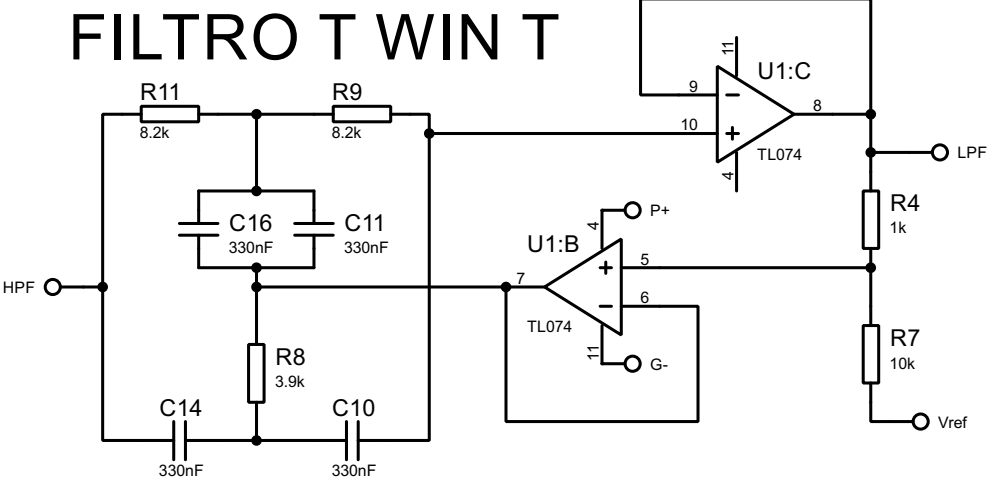 FILTRO T WIN T
R11
8.2k
R9
8.2k
C16
330nF
C11
330nF
HPF
R8
3.9k
C14
330nF
C10
330nF
U1:C
11
9
10
8
4
TL074
LPF
R4
1k
P+
4
U1:B
5
7
6
TL074
11
G-
R7
10k
Vref